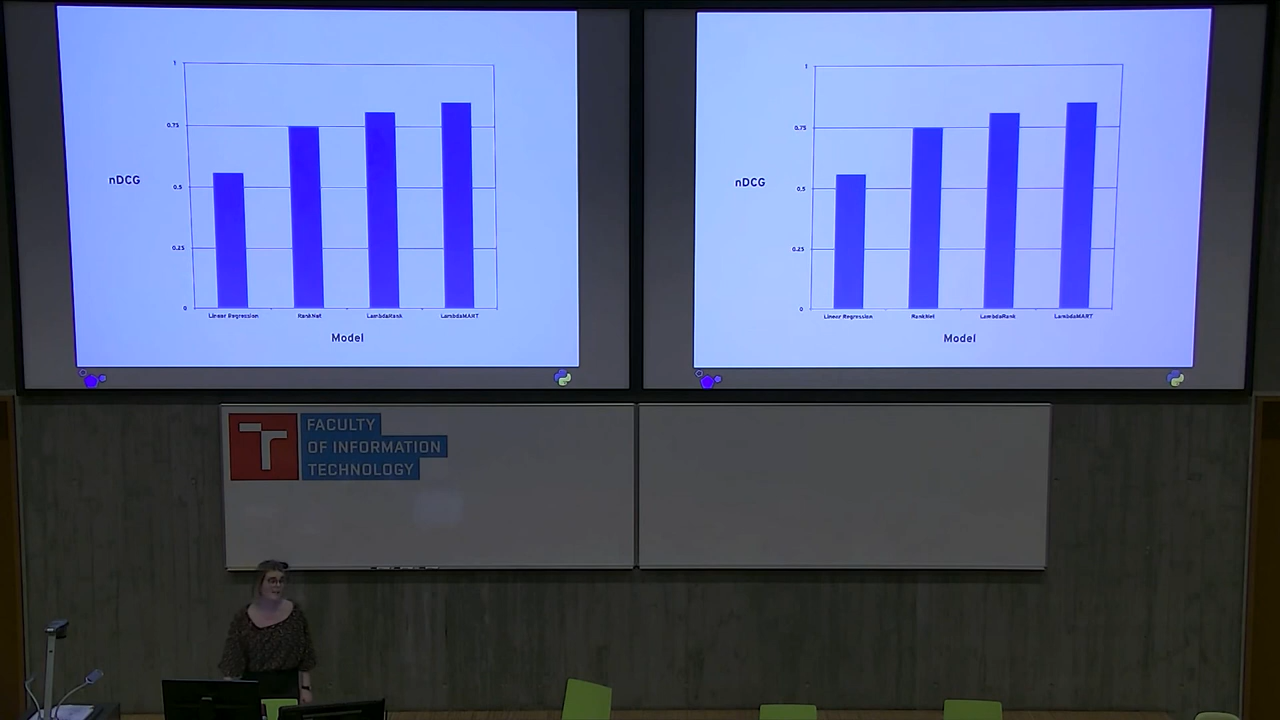 1
0.75
nDCG
0.5
0.25
0
Linear Regression RankNet LambdaRank LambdaMART
Model
1
0.75
nDCG
0.5
0.25
0
Linear Regression RankNet LambdaRank LambdaMART
Model
FACULTY
OF INFORMATION
TECHNOLOGY